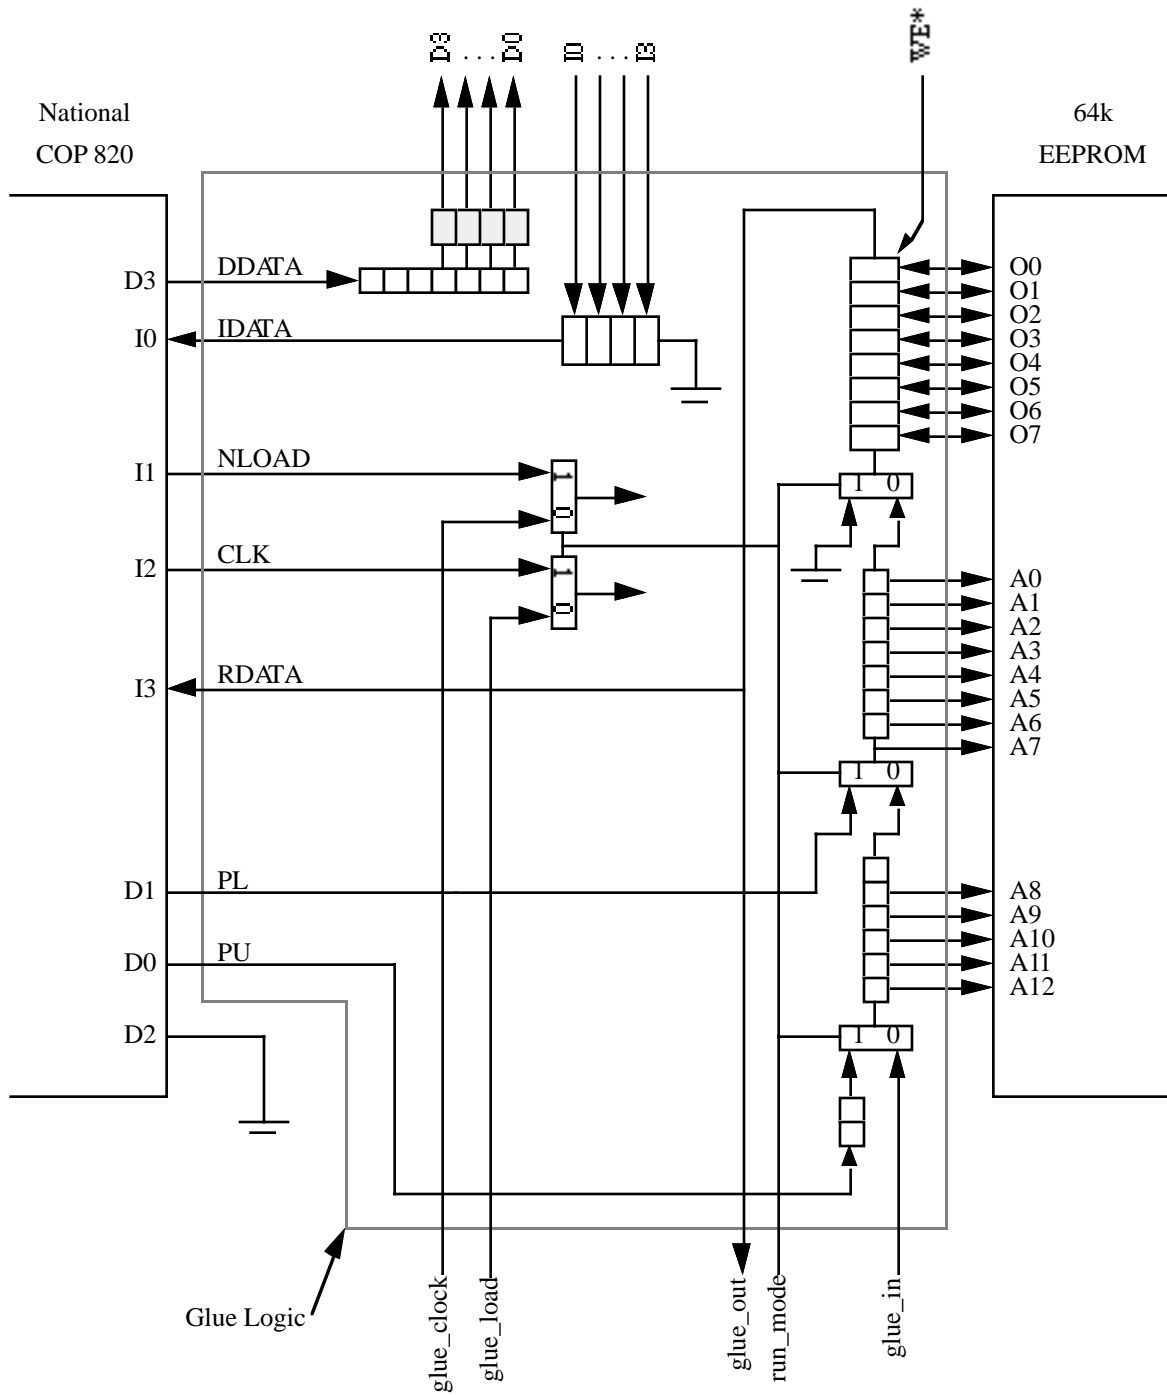 D3 . . . D0
I0 . . . I3
WE*
National
COP 820
64k
EEPROM
D3
DDATA
I0
IDATA
I1
NLOAD
1
0
I2
CLK
1
0
I3
RDATA
D1
PL
D0
PU
D2
O0
O1
O2
O3
O4
O5
O6
O7
1 0
A0
A1
A2
A3
A4
A5
A6
A7
1 0
A8
A9
A10
A11
A12
1 0
Glue Logic
glue_clock
glue_load
glue_out
run_mode
glue_in